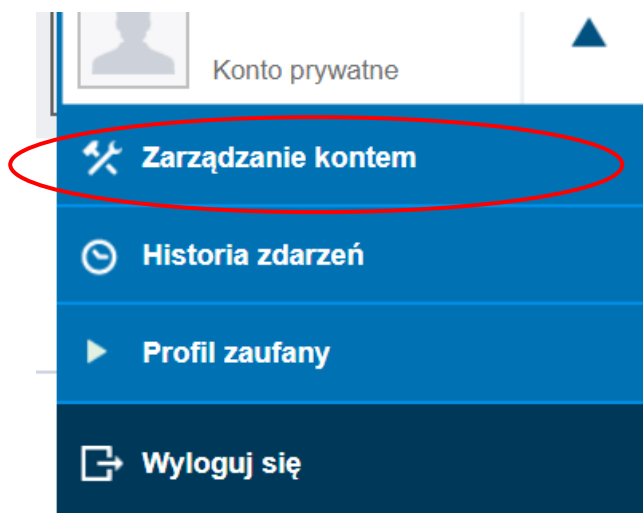 Konto prywatne
Zarządzanie kontem
Historia zdarzeń
Profil zaufany
Wyloguj się